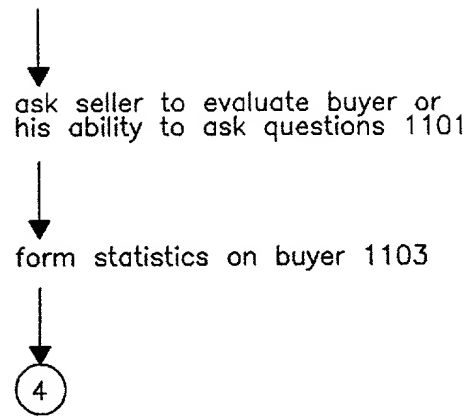 ask seller to evaluate buyer or
his ability to ask questions 1101
form statistics on buyer 1103
4